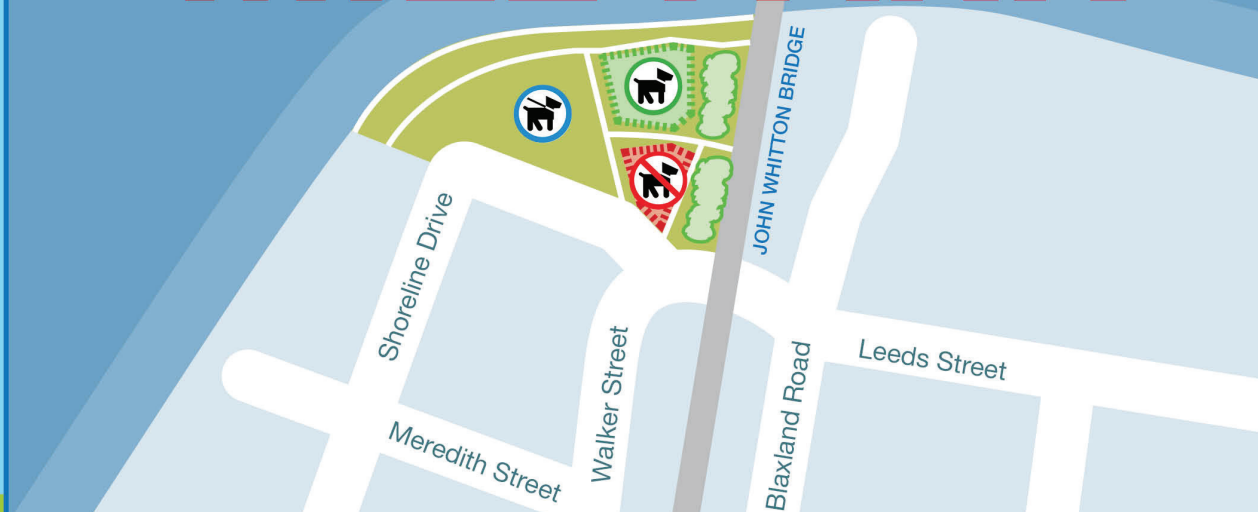 JOHN WHITTON BRIDGE
Shoreline Drive
Leeds Street
Walker Street
Blaxland Road
Meredith Street